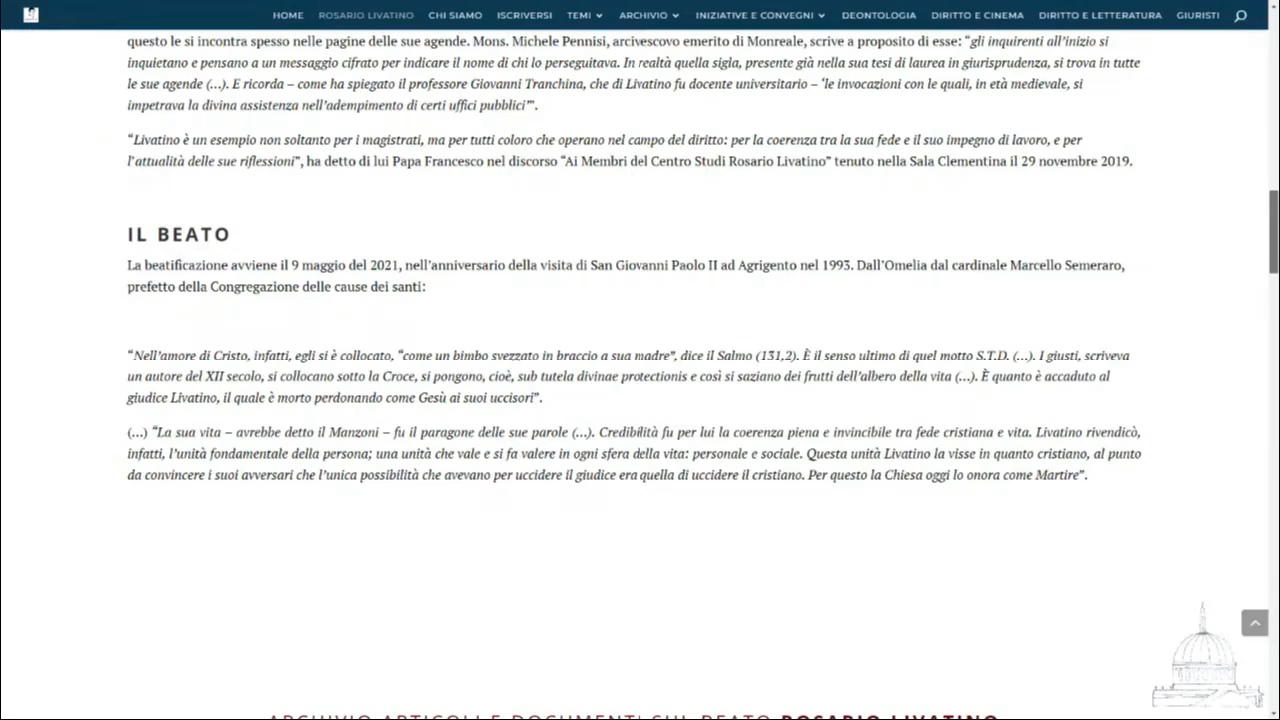 HOME ROSARIO LIVATINO CHI SIAMO ISCRIVERSI TEMI ARCHIVIO INIZIATIVE E CONVEGNI DEONTOLOGIA DIRITTO E CINEMA DIRITTO E LETTERATURA GIURISTI
questo le si incontra spesso nelle pagine delle sue agende. Mons. Michele Pennisi, arcivescovo emerito di Monreale, scrive a proposito di esse: “gli inquirenti all’inizio si
inquietano e pensano a un messaggio cifrato per indicare il nome di chi lo perseguitava. In realtà quella sigla, presente già nella sua tesi di laurea in giurisprudenza, si trova in tutte
le sue agende (…). E ricorda – come ha spiegato il professore Giovanni Tranchina, che di Livatino fu docente universitario – ‘le invocazioni con le quali, in età medievale, si
impetrava la divina assistenza nell’adempimento di certi uffici pubblici’”.
“Livatino è un esempio non soltanto per i magistrati, ma per tutti coloro che operano nel campo del diritto: per la coerenza tra la sua fede e il suo impegno di lavoro, e per
l’attualità delle sue riflessioni”, ha detto di lui Papa Francesco nel discorso “Ai Membri del Centro Studi Rosario Livatino” tenuto nella Sala Clementina il 29 novembre 2019.
IL BEATO
La beatificazione avviene il 9 maggio del 2021, nell’anniversario della visita di San Giovanni Paolo II ad Agrigento nel 1993. Dall’Omelia dal cardinale Marcello Semeraro,
prefetto della Congregazione delle cause dei santi:
“Nell’amore di Cristo, infatti, egli si è collocato, “come un bimbo svezzato in braccio a sua madre”, dice il Salmo (131,2). È il senso ultimo di quel motto S.T.D. (…). I giusti, scriveva
un autore del XII secolo, si collocano sotto la Croce, si pongono, cioè, sub tutela divinae protectionis e così si saziano dei frutti dell’albero della vita (…). È quanto è accaduto al
giudice Livatino, il quale è morto perdonando come Gesù ai suoi uccisori”.
(…) “La sua vita – avrebbe detto il Manzoni – fu il paragone delle sue parole (…). Credibilità fu per lui la coerenza piena e invincibile tra fede cristiana e vita. Livatino rivendicò,
infatti, l’unità fondamentale della persona; una unità che vale e si fa valere in ogni sfera della vita: personale e sociale. Questa unità Livatino la visse in quanto cristiano, al punto
da convincere i suoi avversari che l’unica possibilità che avevano per uccidere il giudice era quella di uccidere il cristiano. Per questo la Chiesa oggi lo onora come Martire”.
ARCHIVIO ARTICOLI E DOCUMENTI SUL BEATO ROSARIO LIVATINO